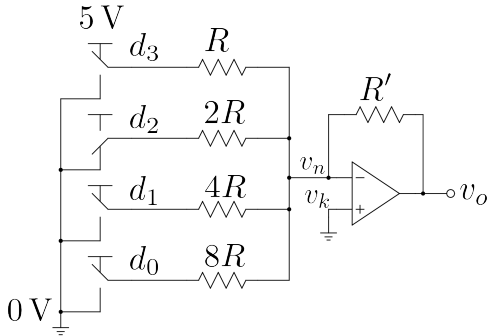 5 V
d₃ R
d₂ 2R R′
vₙ
d₁ 4R vₖ − vₒ
+
d₀ 8R
0 V